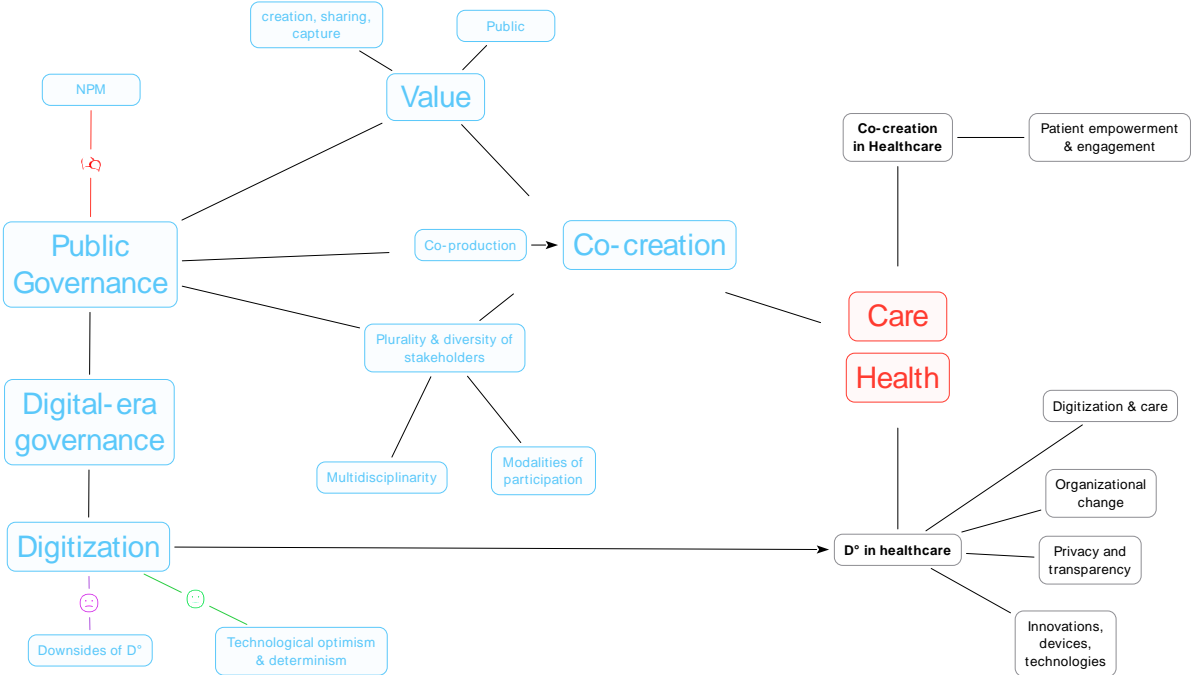 creation, sharing,
capture
Public
Value
NPM
Co-creation
in Healthcare
Patient empowerment
& engagement
Public
Governance
Co-production
Co-creation
Care
Plurality & diversity of
stakeholders
Health
Digital-era
governance
Digitization & care
Multidisciplinarity
Modalities of
participation
Organizational
change
Digitization
D° in healthcare
Privacy and
transparency
Downsides of D°
Technological optimism
& determinism
Innovations,
devices,
technologies